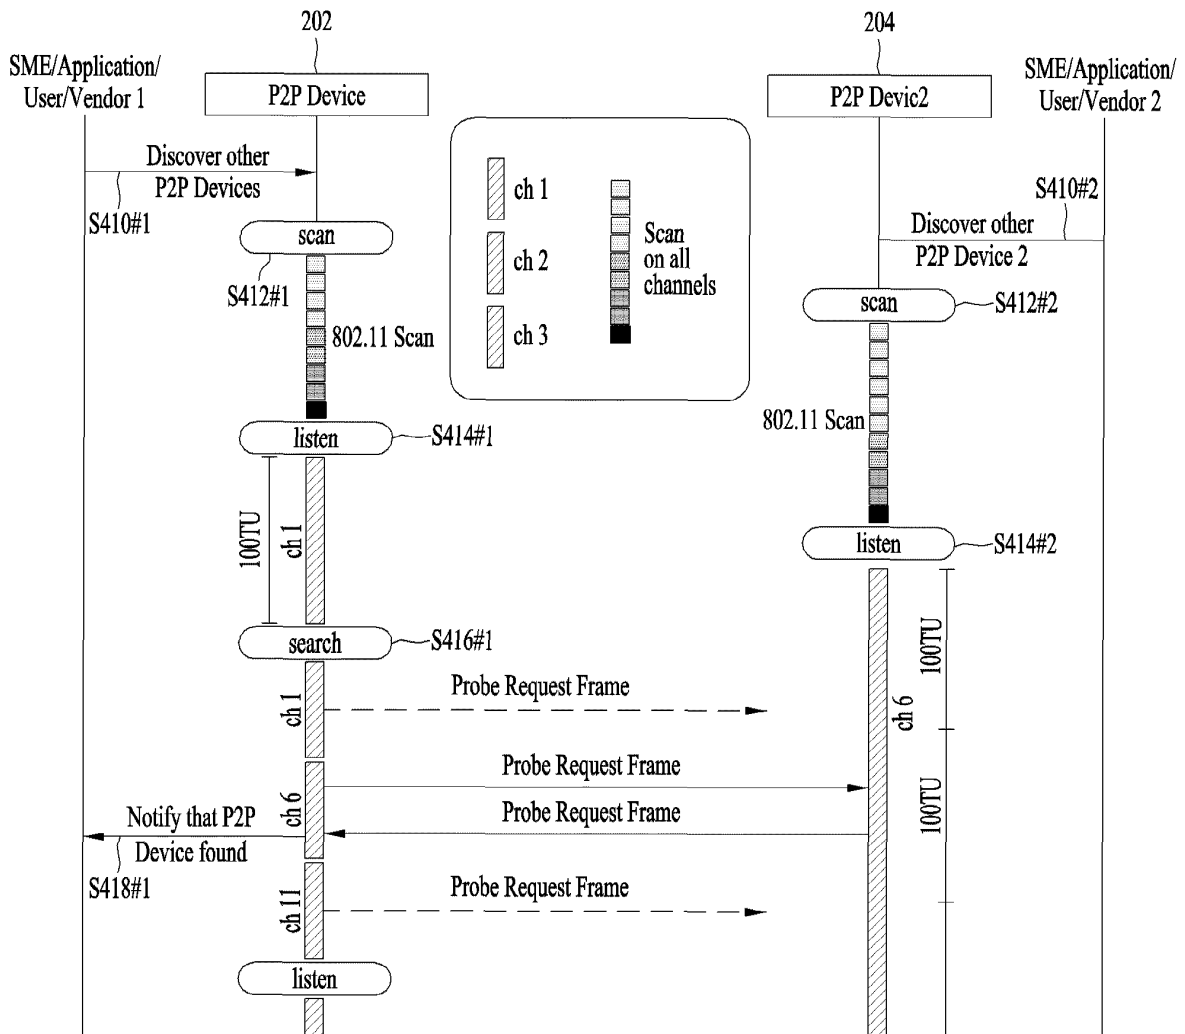 202
204
SME/Application/
User/Vendor 1
P2P Device
P2P Devic2
SME/Application/
User/Vendor 2
Discover other
P2P Devices
S410#1
ch 1
ch 2
ch 3
Scan
on all
channels
S410#2
Discover other
P2P Device 2
scan
S412#1
802.11 Scan
scan
S412#2
802.11 Scan
listen
S414#1
100TU
ch 1
listen
S414#2
search
S416#1
100TU
ch 6
100TU
ch 1
Probe Request Frame
ch 6
Probe Request Frame
Probe Request Frame
Notify that P2P
Device found
S418#1
ch 11
Probe Request Frame
listen